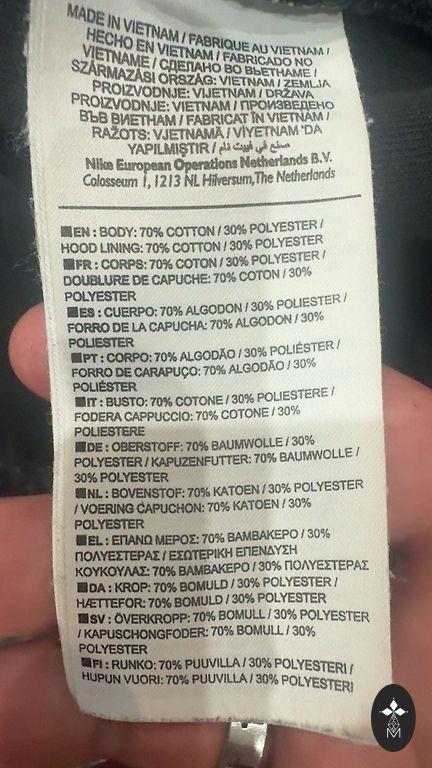 MADE IN VIETNAM / FABRIQUE AU VIETNAM /
HECHO EN VIETNAM / FABRICADO NO
VIETNAME / СДЕЛАНО ВО ВЬЕТНАМЕ /
SZÁRMAZÁSI ORSZÁG: VIETNAM / ZEMLJA
PROIZVODNJE: VIJETNAM / DRŽAVA
PROIZVODNJE: VIETNAM / ПРОИЗВЕДЕНО
ВЪВ ВИЕТНАМ / FABRICAT ÎN VIETNAM /
RAŽOTS: VJETNAMĀ / VİYETNAM 'DA
YAPILMIŞTIR / صنع في فييت نام
Nike European Operations Netherlands B.V.
Colosseum 1, 1213 NL Hilversum, The Netherlands
EN : BODY: 70% COTTON / 30% POLYESTER /
HOOD LINING: 70% COTTON / 30% POLYESTER
FR : CORPS: 70% COTON / 30% POLYESTER /
DOUBLURE DE CAPUCHE: 70% COTON / 30%
POLYESTER
ES : CUERPO: 70% ALGODON / 30% POLIESTER /
FORRO DE LA CAPUCHA: 70% ALGODON / 30%
POLIESTER
PT : CORPO: 70% ALGODÃO / 30% POLIÉSTER /
FORRO DE CARAPUÇO: 70% ALGODÃO / 30%
POLIÉSTER
IT : BUSTO: 70% COTONE / 30% POLIESTERE /
FODERA CAPPUCCIO: 70% COTONE / 30%
POLIESTERE
DE : OBERSTOFF: 70% BAUMWOLLE / 30%
POLYESTER / KAPUZENFUTTER: 70% BAUMWOLLE /
30% POLYESTER
NL : BOVENSTOF: 70% KATOEN / 30% POLYESTER
/ VOERING CAPUCHON: 70% KATOEN / 30%
POLYESTER
EL : ΕΠΑΝΩ ΜΕΡΟΣ: 70% ΒΑΜΒΑΚΕΡΟ / 30%
ΠΟΛΥΕΣΤΕΡΑΣ / ΕΣΩΤΕΡΙΚΗ ΕΠΕΝΔΥΣΗ
ΚΟΥΚΟΥΛΑΣ: 70% ΒΑΜΒΑΚΕΡΟ / 30% ΠΟΛΥΕΣΤΕΡΑΣ
DA : KROP: 70% BOMULD / 30% POLYESTER /
HÆTTEFOR: 70% BOMULD / 30% POLYESTER
SV : ÖVERKROPP: 70% BOMULL / 30% POLYESTER
/ KAPUSCHONGFODER: 70% BOMULL / 30%
POLYESTER
FI : RUNKO: 70% PUUVILLA / 30% POLYESTERI /
HUPUN VUORI: 70% PUUVILLA / 30% POLYESTERI
M